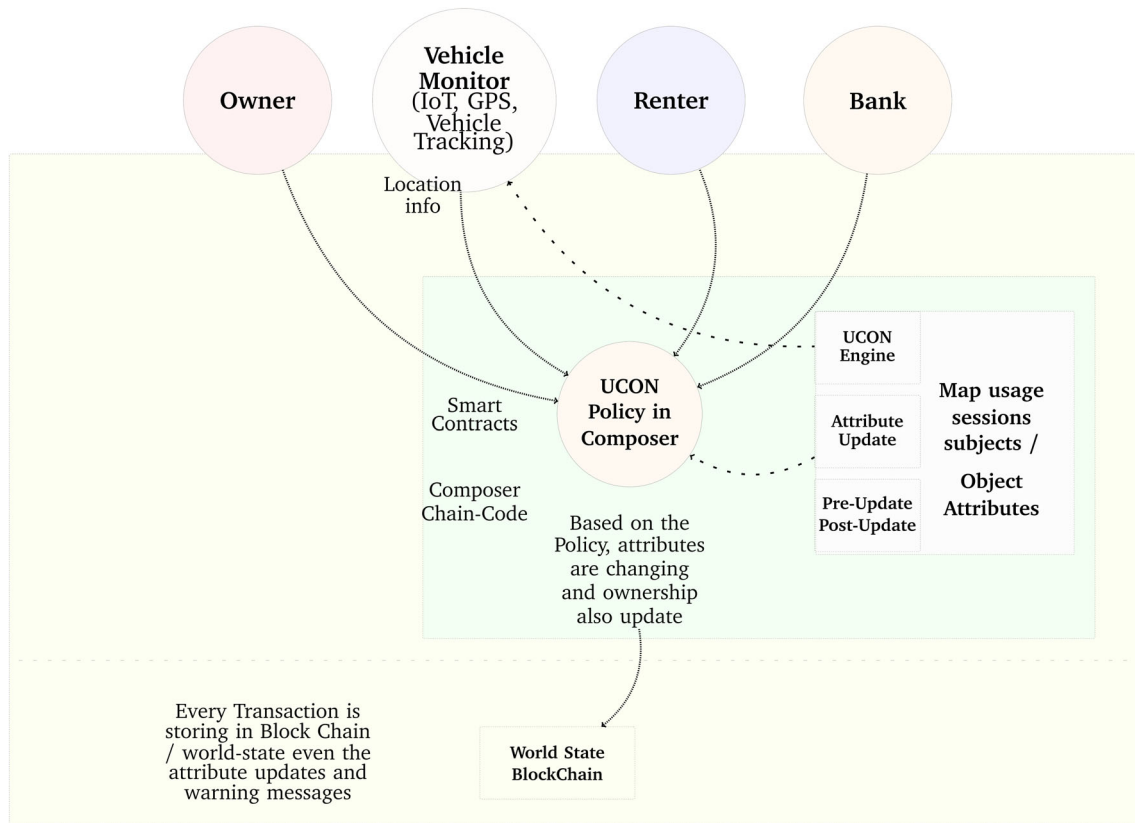 Owner
Vehicle
Monitor
(IoT, GPS,
Vehicle
Tracking)
Renter
Bank
Location
info
UCON
Engine
UCON
Policy in
Composer
Smart
Contracts
Attribute
Update
Map usage
sessions
subjects /
Object
Attributes
Composer
Chain-Code
Pre-Update
Post-Update
Based on the
Policy, attributes
are changing
and ownership
also update
Every Transaction is
storing in Block Chain
/ world-state even the
attribute updates and
warning messages
World State
BlockChain